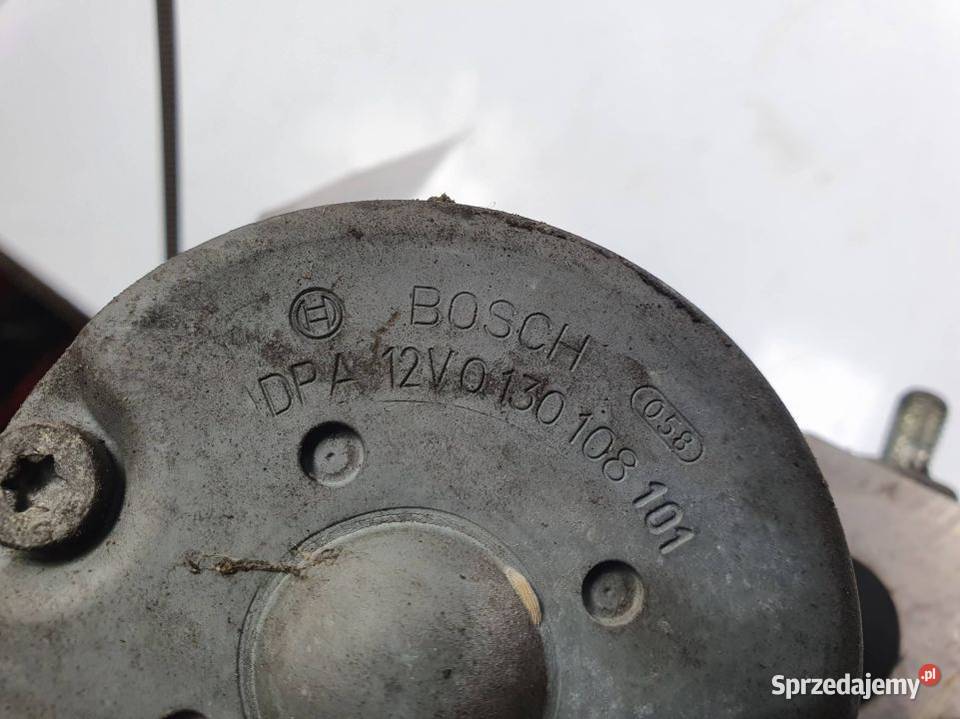 BOSCH
DPA 12V 0 130 108 101
058
Sprzedajemy.pl